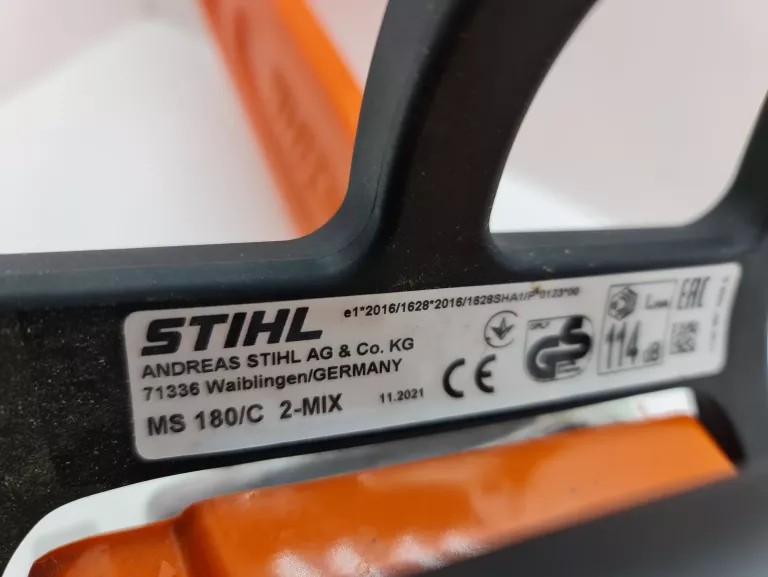 STIHL
e1*2016/1628*2016/1628SHA1/P*0123*00
ANDREAS STIHL AG & Co. KG
71336 Waiblingen/GERMANY
MS 180/C 2-MIX
11.2021
CE
GS
114 dB
EAC